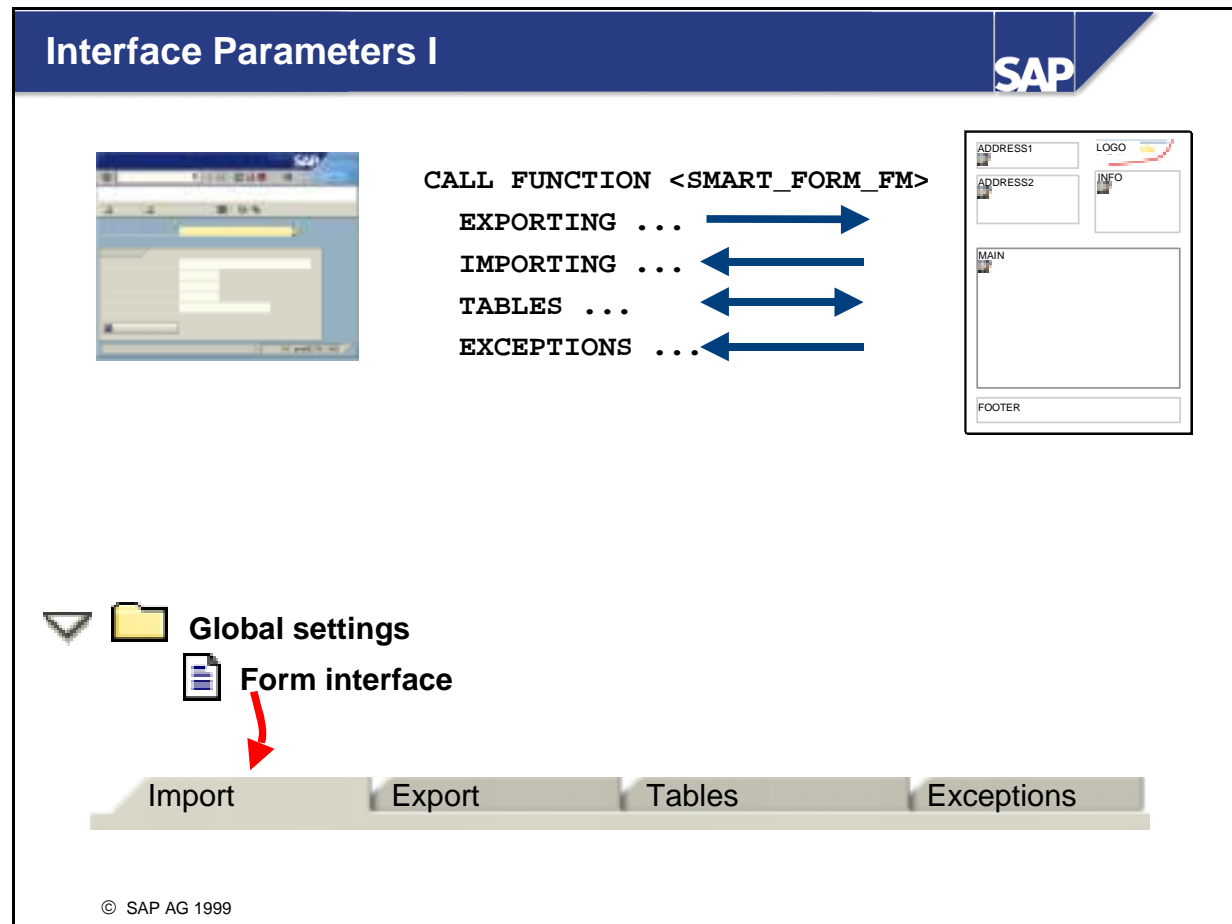 Interface Parameters I
SAP
SAP
CALL FUNCTION <SMART_FORM_FM>
EXPORTING ...
IMPORTING ...
TABLES ...
EXCEPTIONS ...
ADDRESS1
LOGO
ADDRESS2
INFO
MAIN
FOOTER
Global settings
Form interface
Import Export Tables Exceptions
© SAP AG 1999